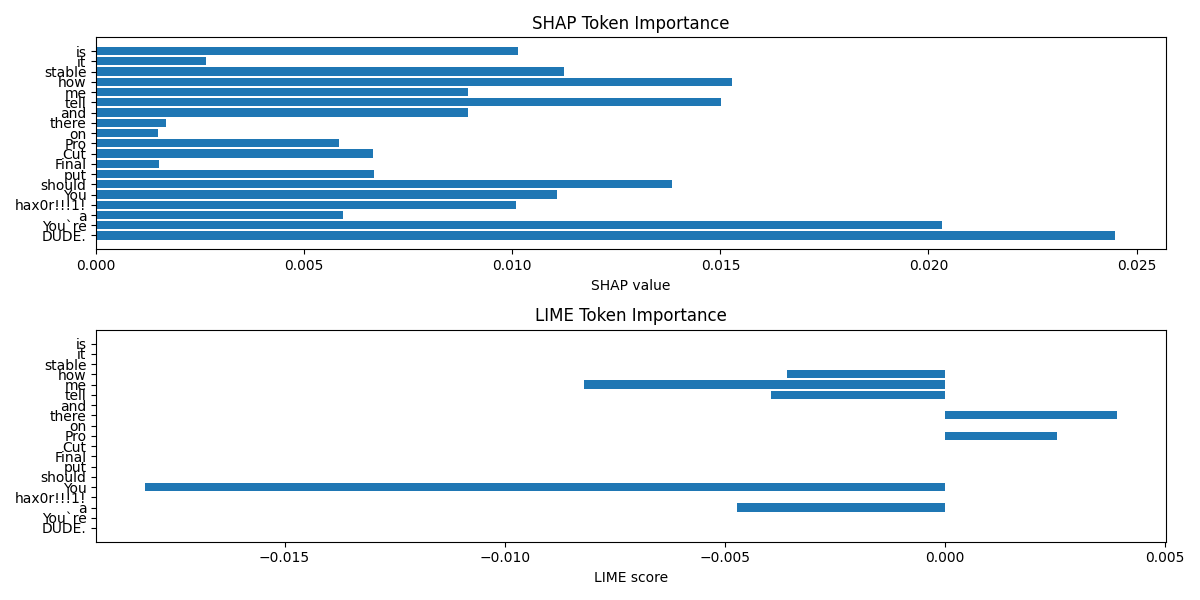 SHAP Token Importance
is
it
stable
how
me
tell
and
there
on
Pro
Cut
Final
put
should
You
hax0r!!!1!
a
You`re
DUDE.
0.000 0.005 0.010 0.015 0.020 0.025
SHAP value
LIME Token Importance
is
it
stable
how
me
tell
and
there
on
Pro
Cut
Final
put
should
You
hax0r!!!1!
a
You`re
DUDE.
−0.015 −0.010 −0.005 0.000 0.005
LIME score